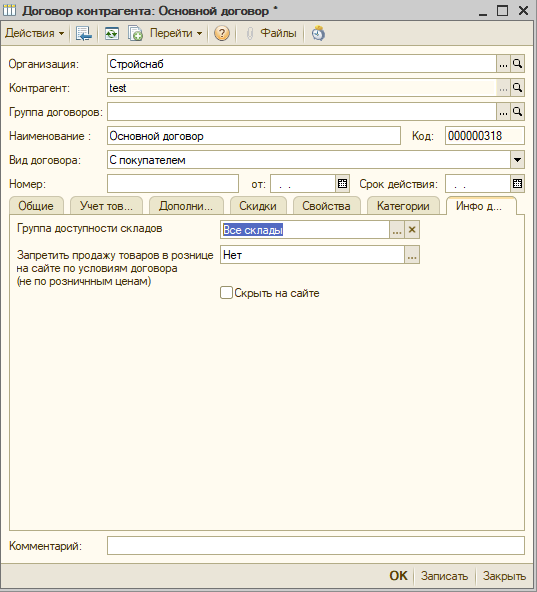 Договор контрагента: Основной договор *
Действия Перейти ? Файлы
Организация: Стройснаб ...
Контрагент: test ...
Группа договоров: ...
Наименование : Основной договор Код: 000000318
Вид договора: С покупателем
Номер: от: . . Срок действия: . .
Общие Учет тов... Дополни... Скидки Свойства Категории Инфо д...
Группа доступности складов Все склады ... ×
Запретить продажу товаров в рознице Нет ...
на сайте по условиям договора
(не по розничнным ценам)
Скрыть на сайте
Комментарий:
OK Записать Закрыть